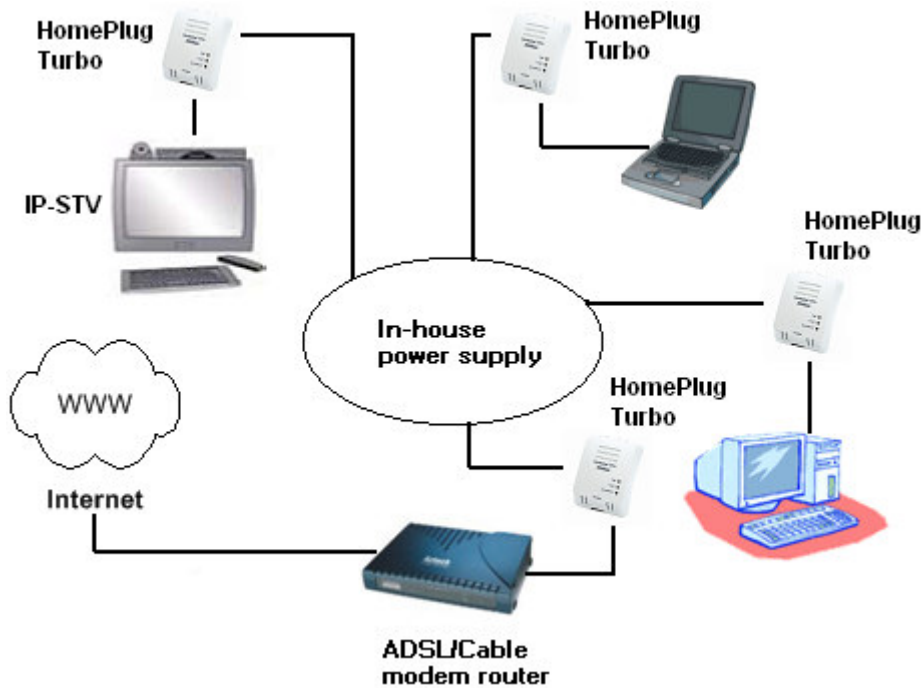 HomePlug
Turbo
HomePlug
Turbo
IP-STV
HomePlug
Turbo
In-house
power supply
WWW
HomePlug
Turbo
Internet
ADSL/Cable
modem router